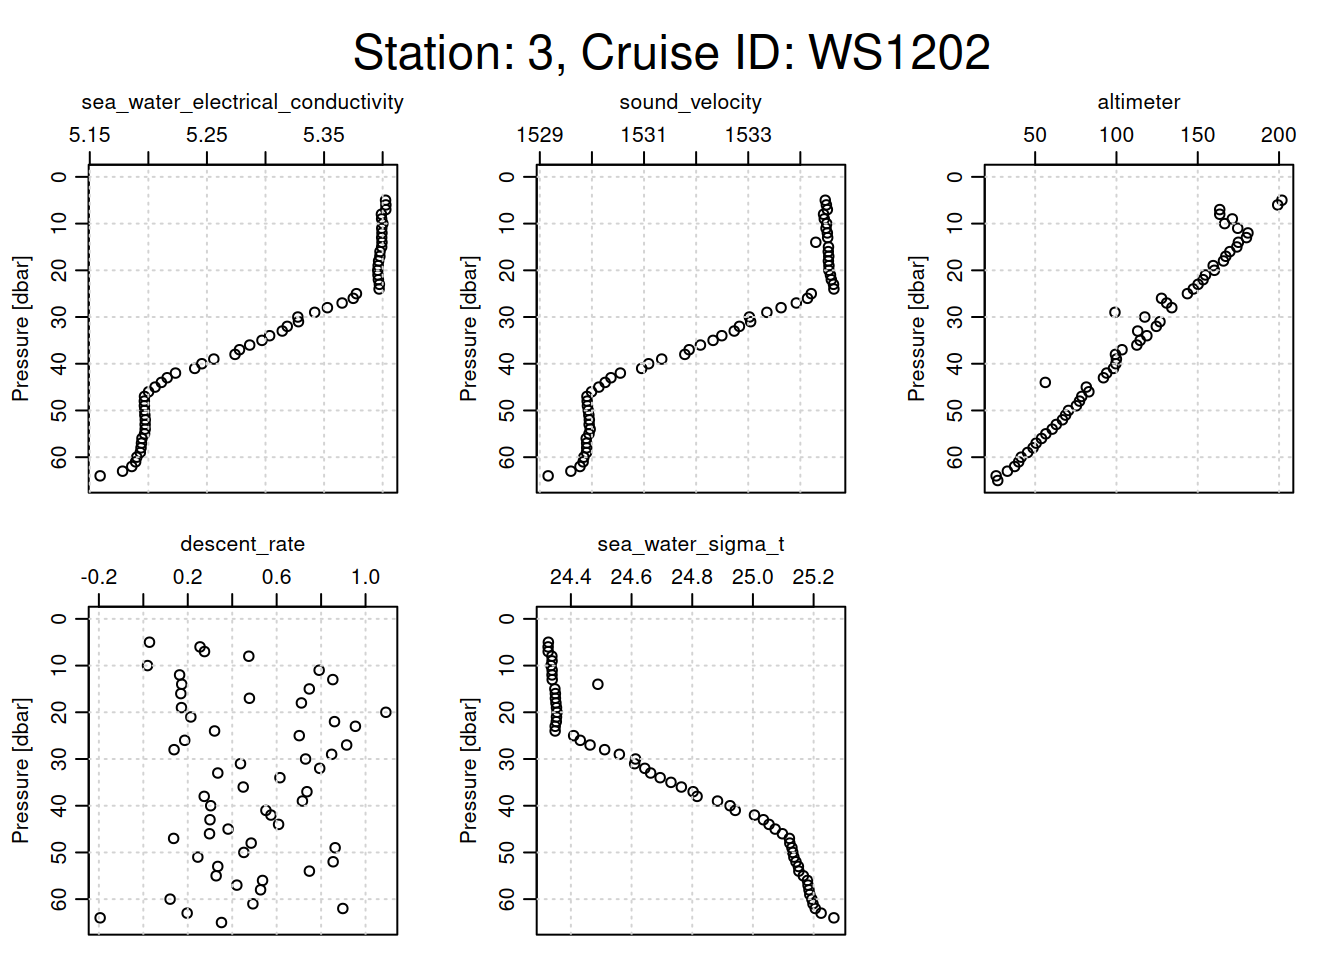 Station: 3, Cruise ID: WS1202
sea_water_electrical_conductivity
5.15 5.25 5.35
Pressure [dbar]
0
10
20
30
40
50
60
sound_velocity
1529 1531 1533
Pressure [dbar]
0
10
20
30
40
50
60
altimeter
50 100 150 200
Pressure [dbar]
0
10
20
30
40
50
60
descent_rate
-0.2 0.2 0.6 1.0
Pressure [dbar]
0
10
20
30
40
50
60
sea_water_sigma_t
24.4 24.6 24.8 25.0 25.2
Pressure [dbar]
0
10
20
30
40
50
60